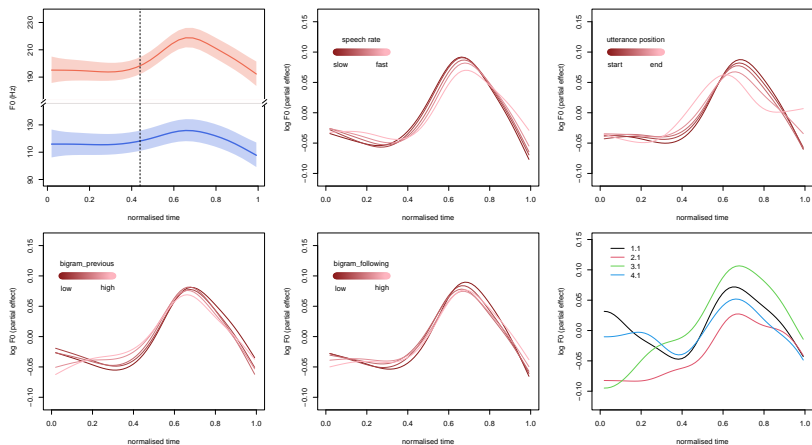 F0 (Hz)
230
210
190
130
110
90
0
0.2
0.4
0.6
0.8
1
normalised time
log F0 (partial effect)
0.15
0.10
0.05
0.00
−0.05
−0.10
speech rate
slow fast
0.0 0.2 0.4 0.6 0.8 1.0
normalised time
log F0 (partial effect)
0.15
0.10
0.05
0.00
−0.05
−0.10
utterance position
start end
0.0 0.2 0.4 0.6 0.8 1.0
normalised time
log F0 (partial effect)
0.15
0.10
0.05
0.00
−0.05
−0.10
bigram_previous
low high
0.0 0.2 0.4 0.6 0.8 1.0
normalised time
log F0 (partial effect)
0.15
0.10
0.05
0.00
−0.05
−0.10
bigram_following
low high
0.0 0.2 0.4 0.6 0.8 1.0
normalised time
log F0 (partial effect)
0.15
0.10
0.05
0.00
−0.05
−0.10
1.1
2.1
3.1
4.1
0.0 0.2 0.4 0.6 0.8 1.0
normalised time